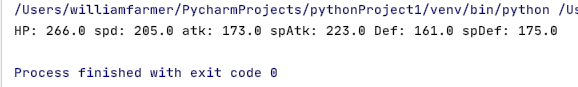 /Users/williamfarmer/PycharmProjects/pythonProject1/venv/bin/python
HP: 266.0 spd: 205.0 atk: 173.0 spAtk: 223.0 Def: 161.0 spDef: 175.0
Process finished with exit code 0